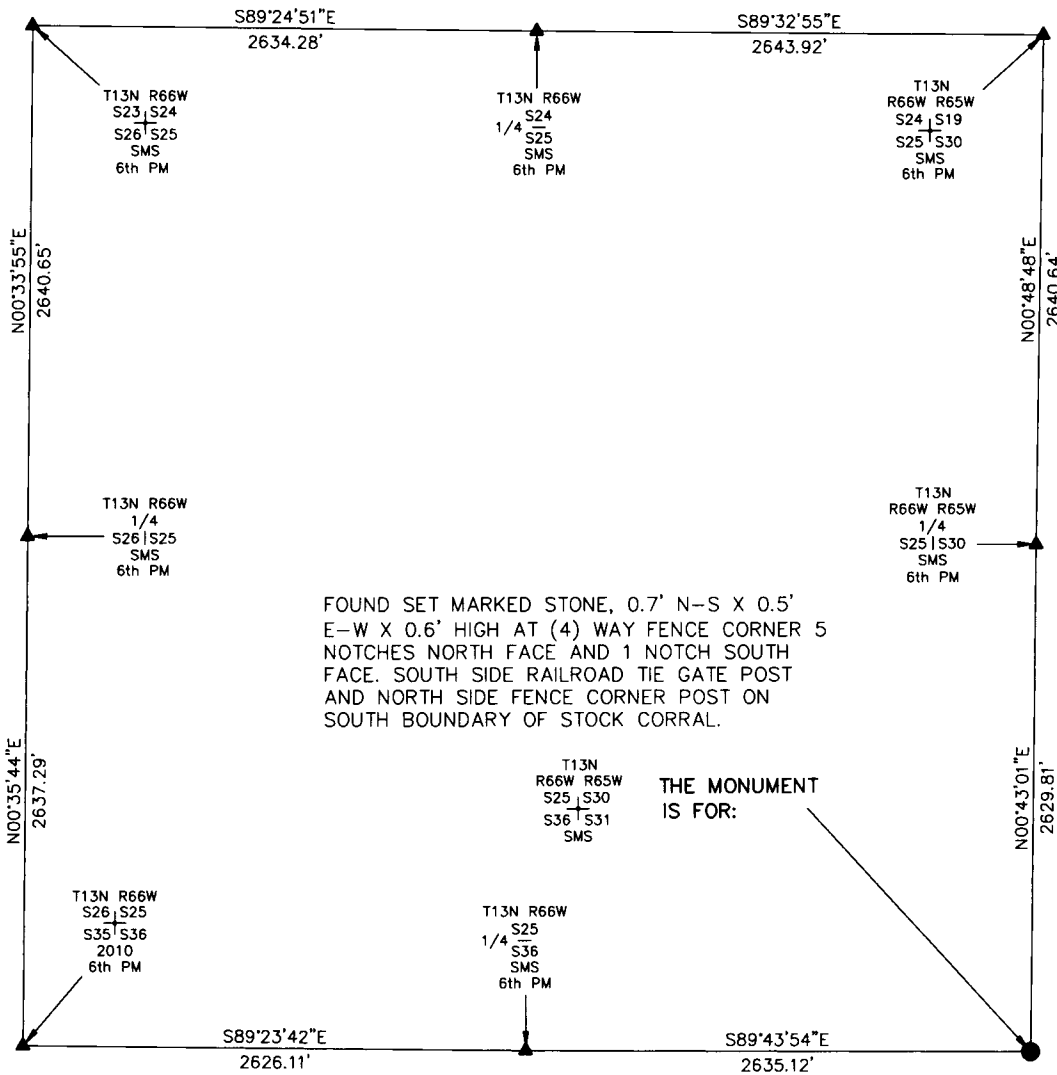 S89°24'51"E
2634.28'
S89°32'55"E
2643.92'
T13N R66W
S23 S24
S26 S25
SMS
6th PM
T13N R66W
1/4 S24
S25
SMS
6th PM
T13N
R66W R65W
S24 S19
S25 S30
SMS
6th PM
N00°33'55"E
2640.65'
N00°48'48"E
2640.64'
T13N R66W
1/4
S26|S25
SMS
6th PM
T13N
R66W R65W
1/4
S25|S30
SMS
6th PM
FOUND SET MARKED STONE, 0.7' N-S X 0.5'
E-W X 0.6' HIGH AT (4) WAY FENCE CORNER 5
NOTCHES NORTH FACE AND 1 NOTCH SOUTH
FACE. SOUTH SIDE RAILROAD TIE GATE POST
AND NORTH SIDE FENCE CORNER POST ON
SOUTH BOUNDARY OF STOCK CORRAL.
N00°35'44"E
2637.29'
T13N
R66W R65W
S25 S30
S36 S31
SMS
THE MONUMENT
IS FOR:
N00°43'01"E
2629.81'
T13N R66W
S26 S25
S35 S36
2010
6th PM
T13N R66W
1/4 S25
S36
SMS
6th PM
S89°23'42"E
2626.11'
S89°43'54"E
2635.12'